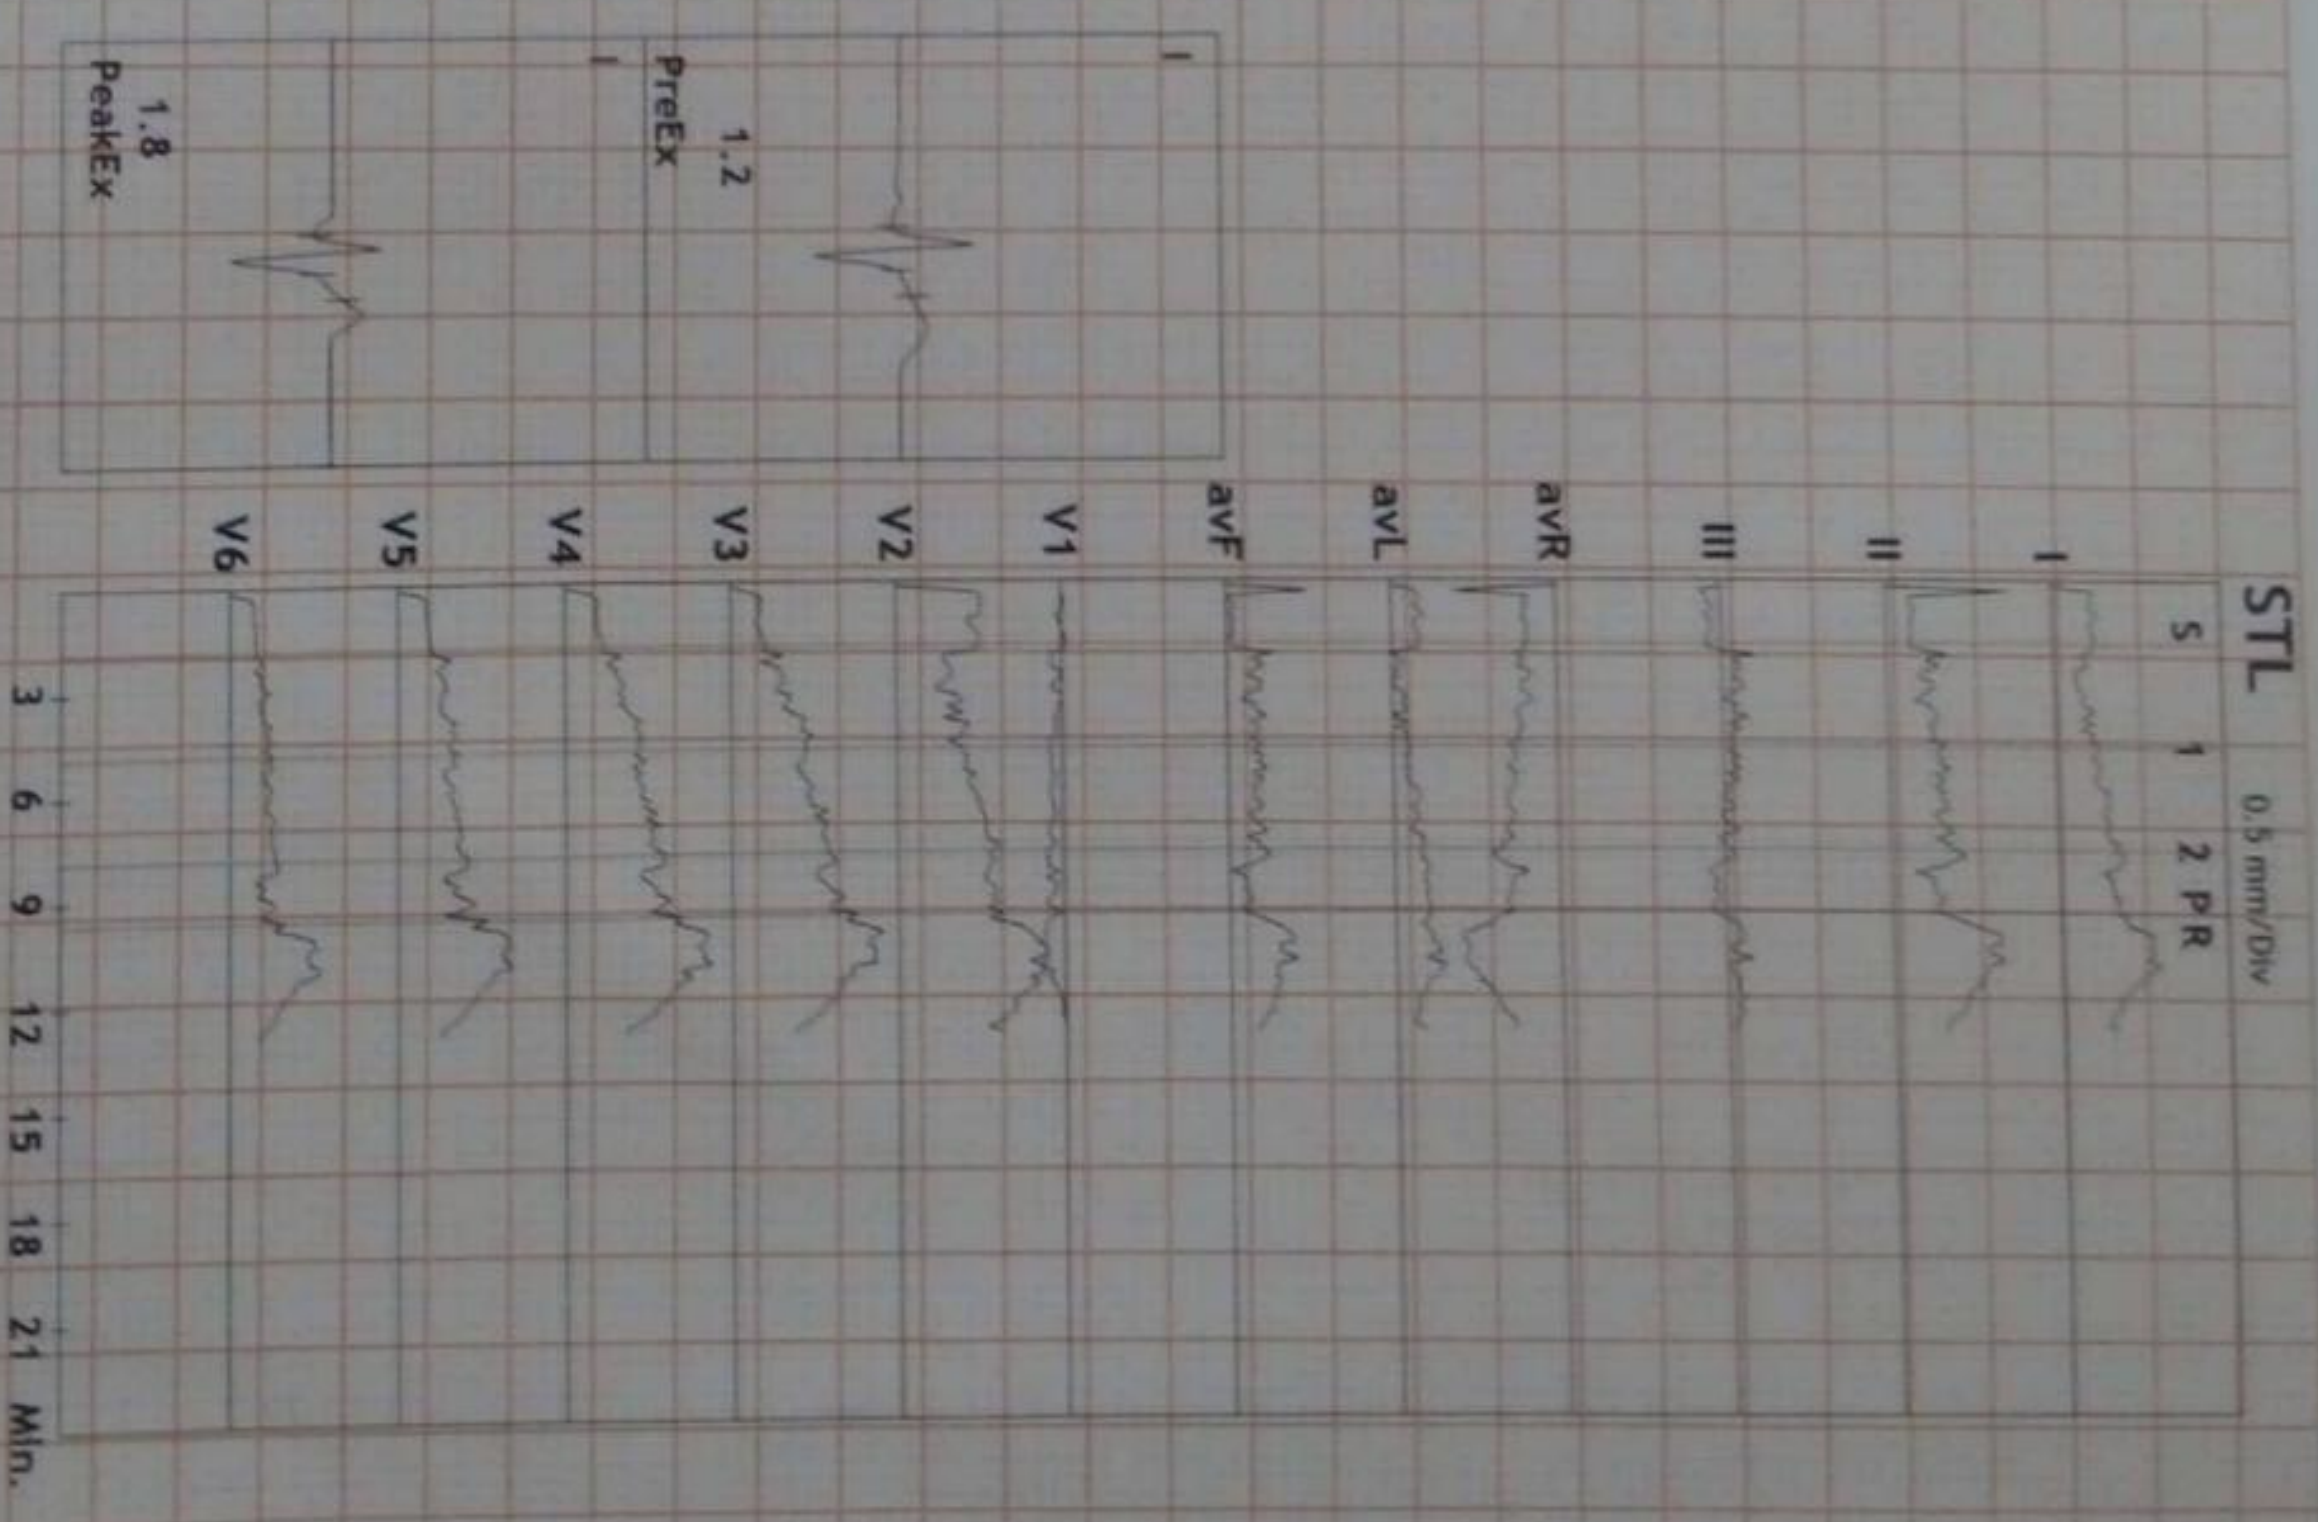 STL 0.5 mm/Div
S 1 2 P R
I
II
III
avR
avL
avF
V1
V2
V3
V4
V5
V6
3 6 9 12 15 18 21 Min.
I
1.2
PreEx
I
1.8
PeakEx